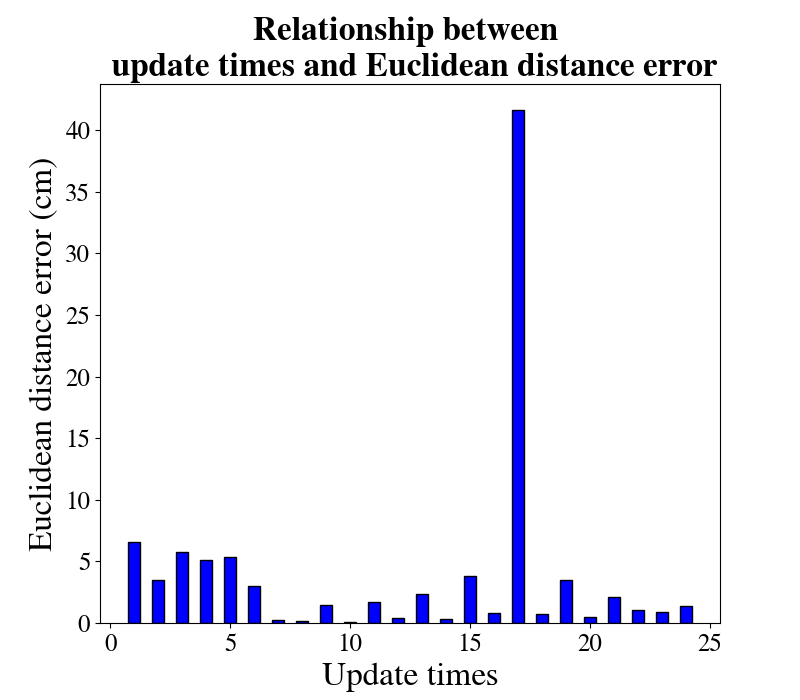 Relationship between
update times and Euclidean distance error
Euclidean distance error (cm)
40
35
30
25
20
15
10
5
0
0 5 10 15 20 25
Update times